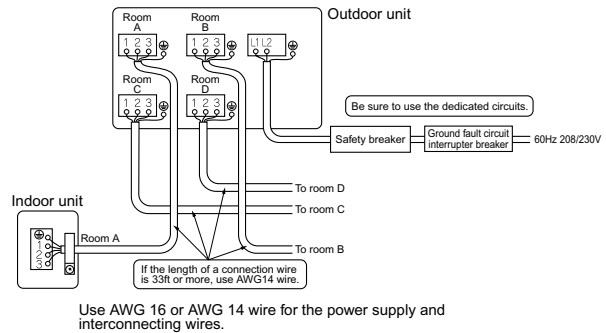 Outdoor unit
Room A
Room B
1 2 3
1 2 3
L1 L2
Room C
Room D
1 2 3
1 2 3
Be sure to use the dedicated circuits.
Safety breaker
Ground fault circuit
interrupter breaker
60Hz 208/230V
To room D
To room C
Indoor unit
1
2
3
Room A
To room B
If the length of a connection wire
is 33ft or more, use AWG14 wire.
Use AWG 16 or AWG 14 wire for the power supply and
interconnecting wires.